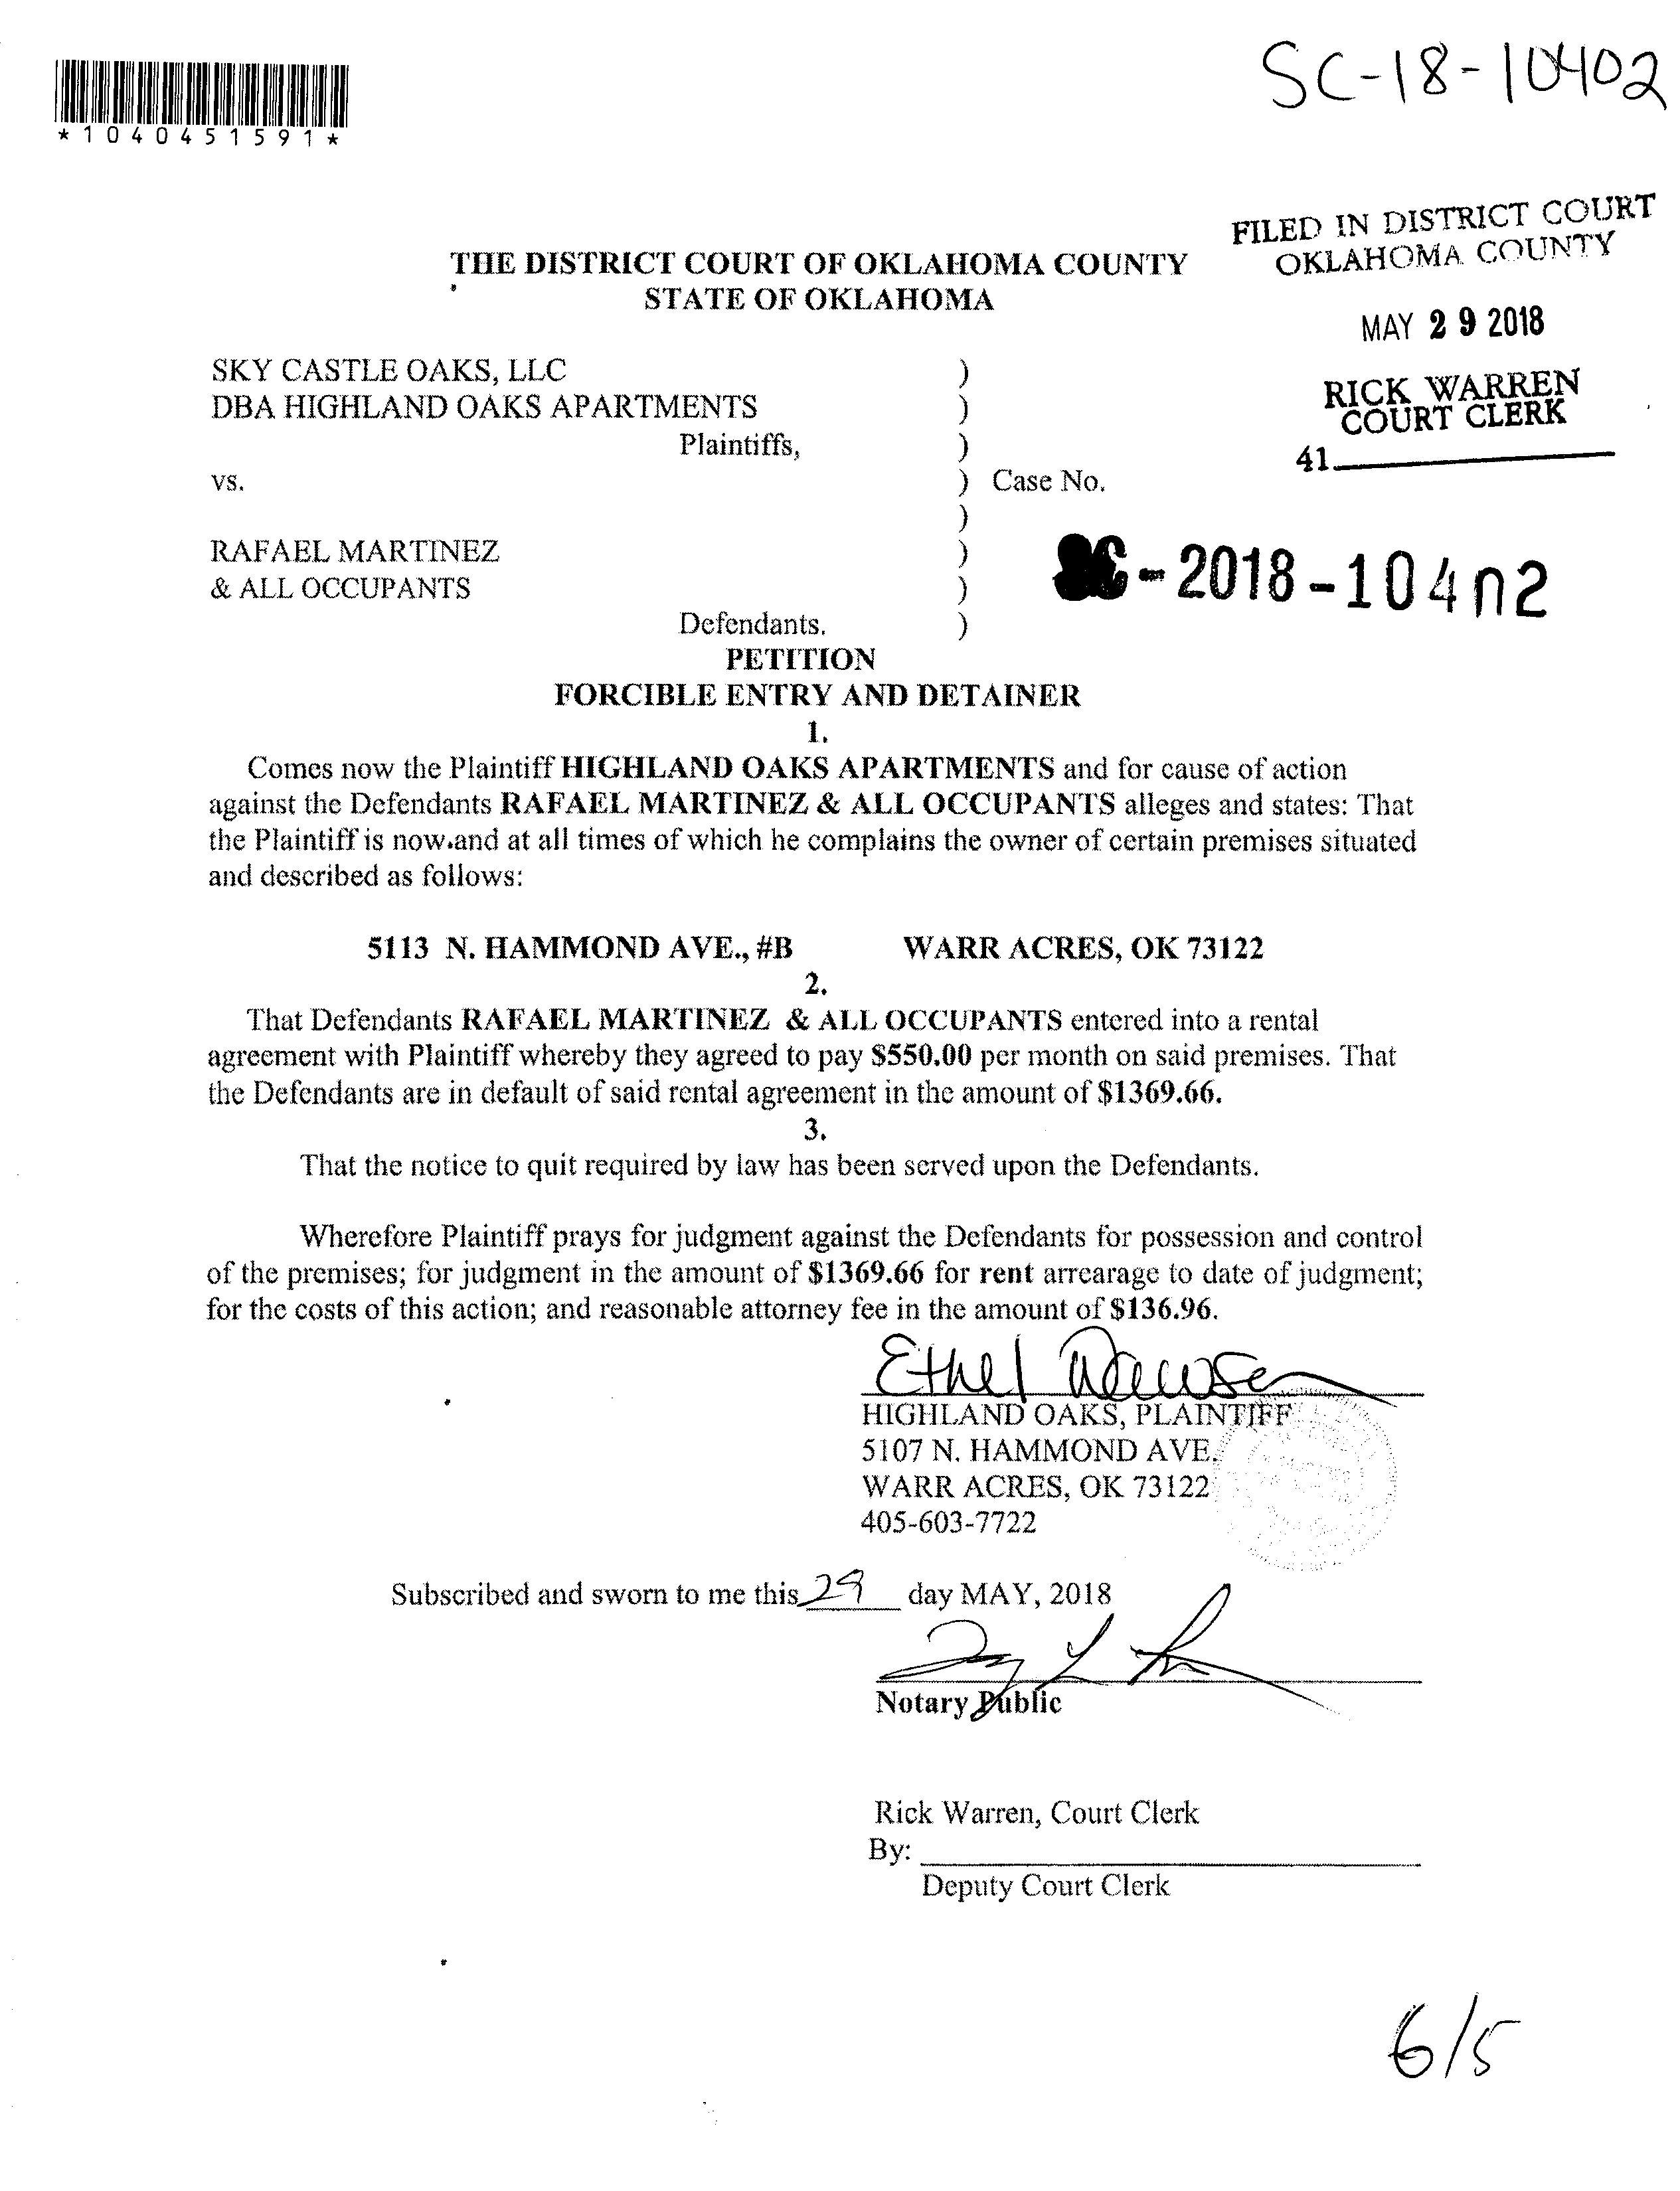 SC-18-10402
*1040451591*
FILED IN DISTRICT COURT
OKLAHOMA COUNTY
MAY 29 2018
RICK WARREN
COURT CLERK
41
THE DISTRICT COURT OF OKLAHOMA COUNTY
STATE OF OKLAHOMA
SKY CASTLE OAKS, LLC )
DBA HIGHLAND OAKS APARTMENTS )
Plaintiffs, )
vs. ) Case No.
)
RAFAEL MARTINEZ )
& ALL OCCUPANTS )
SC-2018-10402
Defendants. )
PETITION
FORCIBLE ENTRY AND DETAINER
1.
Comes now the Plaintiff HIGHLAND OAKS APARTMENTS and for cause of action
against the Defendants RAFAEL MARTINEZ & ALL OCCUPANTS alleges and states: That
the Plaintiff is now and at all times of which he complains the owner of certain premises situated
and described as follows:
5113 N. HAMMOND AVE., #B WARR ACRES, OK 73122
2.
That Defendants RAFAEL MARTINEZ & ALL OCCUPANTS entered into a rental
agreement with Plaintiff whereby they agreed to pay $550.00 per month on said premises. That
the Defendants are in default of said rental agreement in the amount of $1369.66.
3.
That the notice to quit required by law has been served upon the Defendants.
Wherefore Plaintiff prays for judgment against the Defendants for possession and control
of the premises; for judgment in the amount of $1369.66 for rent arrearage to date of judgment;
for the costs of this action; and reasonable attorney fee in the amount of $136.96.
Ethel Dawsen
HIGHLAND OAKS, PLAINTIFF
5107 N. HAMMOND AVE.
WARR ACRES, OK 73122
405-603-7722
Subscribed and sworn to me this 29 day MAY, 2018
Notary Public
Rick Warren, Court Clerk
By:
Deputy Court Clerk
6/5